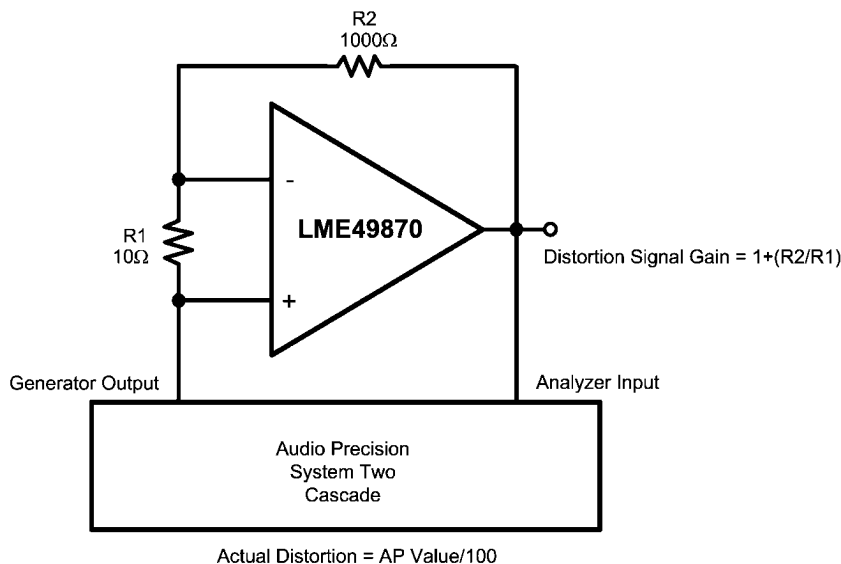 R2
1000Ω
-
LME49870
R1
10Ω
Distortion Signal Gain = 1+(R2/R1)
+
Generator Output
Analyzer Input
Audio Precision
System Two
Cascade
Actual Distortion = AP Value/100